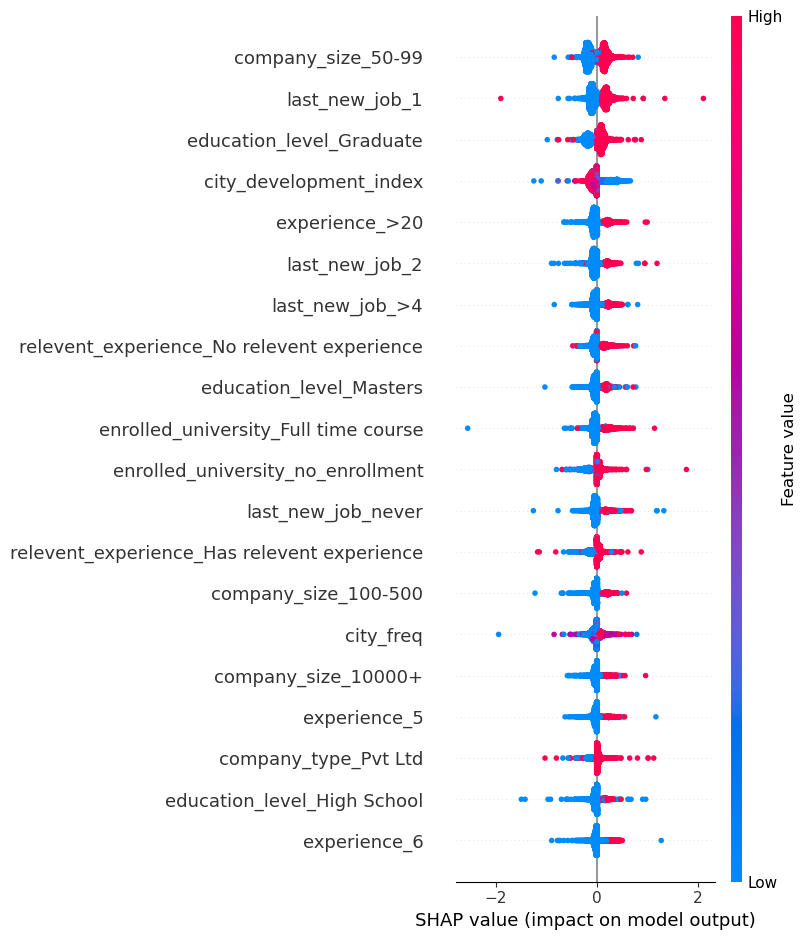 High
company_size_50-99
last_new_job_1
education_level_Graduate
city_development_index
experience_>20
last_new_job_2
last_new_job_>4
relevent_experience_No relevent experience
education_level_Masters
enrolled_university_Full time course
enrolled_university_no_enrollment
last_new_job_never
relevent_experience_Has relevent experience
company_size_100-500
city_freq
company_size_10000+
experience_5
company_type_Pvt Ltd
education_level_High School
experience_6
Feature value
Low
−2 0 2
SHAP value (impact on model output)